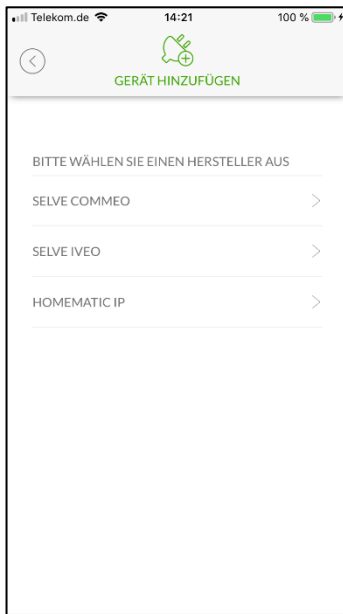 Telekom.de 14:21 100 %
GERÄT HINZUFÜGEN
BITTE WÄHLEN SIE EINEN HERSTELLER AUS
SELVE COMMEO
SELVE IVEO
HOMEMATIC IP